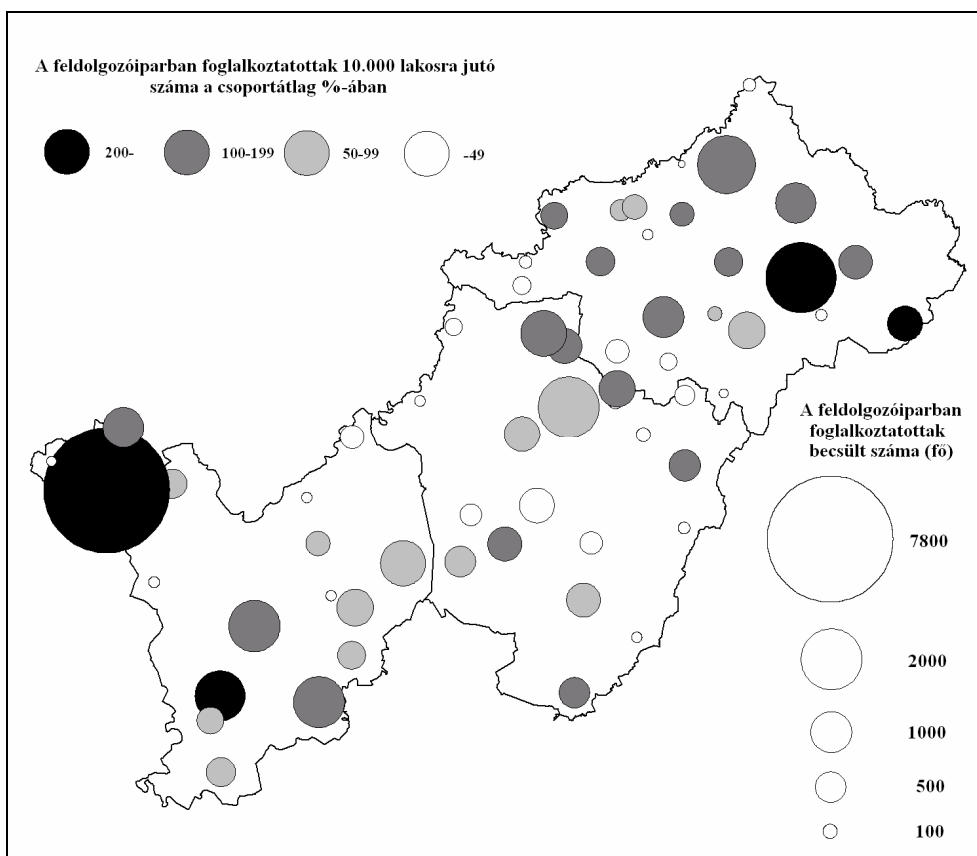 A feldolgozóiparban foglalkoztatottak 10.000 lakosra jutó
száma a csoportátlag %-ában
200-
100-199
50-99
-49
A feldolgozóiparban
foglalkoztatottak
becsült száma (fő)
7800
2000
1000
500
100